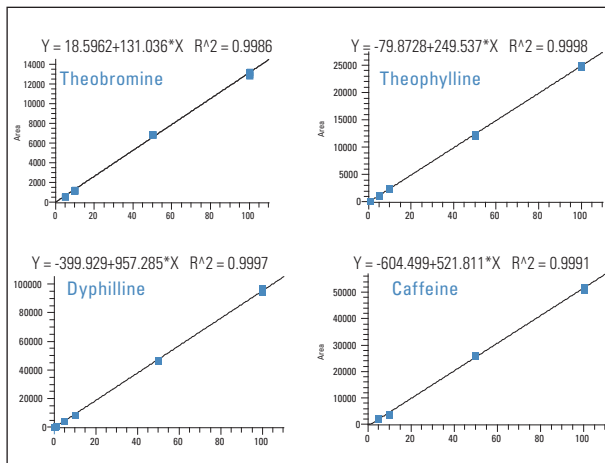 Y = 18.5962+131.036*X R^2 = 0.9986
Theobromine
14000
12000
10000
8000
6000
4000
2000
0
Area
0 20 40 60 80 100
Y = -79.8728+249.537*X R^2 = 0.9998
Theophylline
25000
20000
15000
10000
5000
0
Area
0 20 40 60 80 100
Y = -399.929+957.285*X R^2 = 0.9997
Dyphilline
100000
80000
60000
40000
20000
0
0 20 40 60 80 100
Y = -604.499+521.811*X R^2 = 0.9991
Caffeine
50000
40000
30000
20000
10000
0
Area
0 20 40 60 80 100